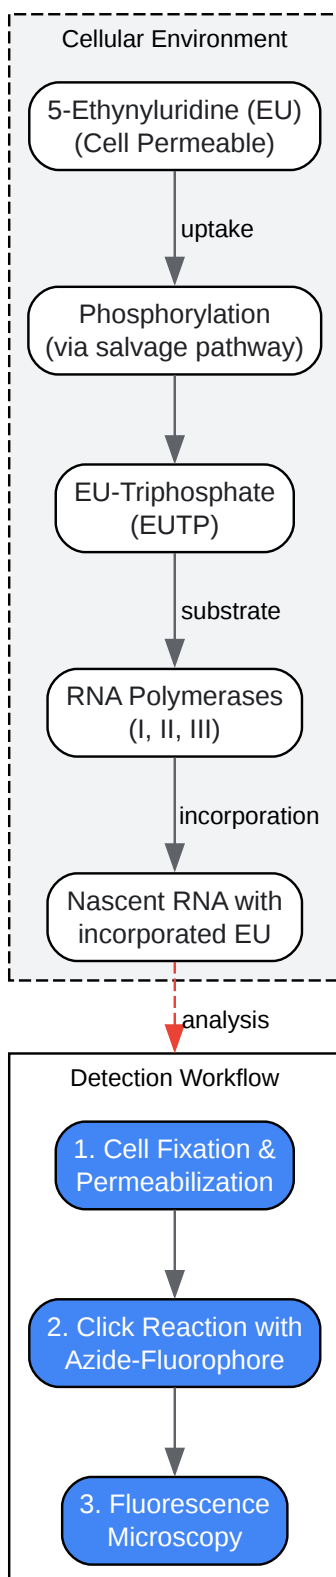 Cellular Environment
5-Ethynyluridine (EU)
(Cell Permeable)
uptake
Phosphorylation
(via salvage pathway)
EU-Triphosphate
(EUTP)
substrate
RNA Polymerases
(I, II, III)
incorporation
Nascent RNA with
incorporated EU
analysis
Detection Workflow
1. Cell Fixation &
Permeabilization
2. Click Reaction with
Azide-Fluorophore
3. Fluorescence
Microscopy